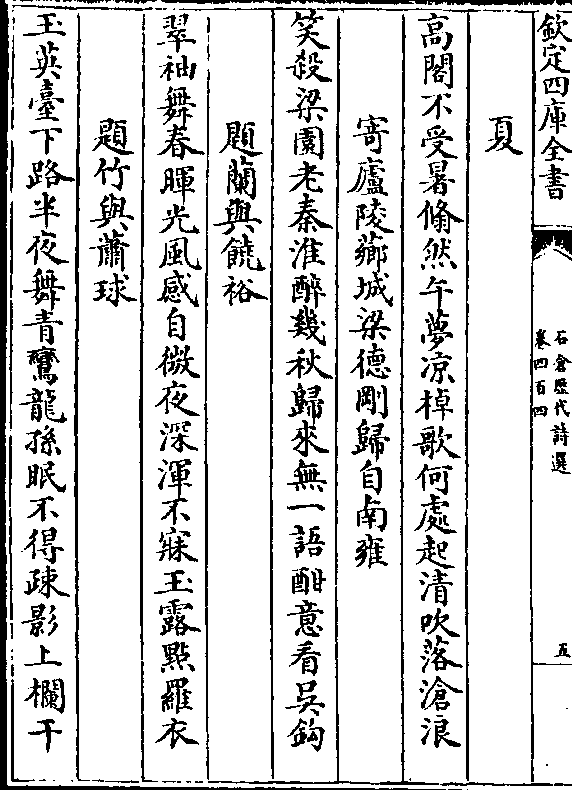 欽定四庫全書
石倉歴代詩選
卷四百四
五
夏
高閣不受暑翛然午夢凉棹歌何處起清吹落滄浪
寄廬陵薌城梁德剛歸自南雍
笑殺梁園老秦淮醉幾秋歸來無一語酣意看吴鈎
題蘭與饒裕
翠袖舞春暉光風感自微夜深渾不寐玉露㸃羅衣
題竹與蕭球
玉英臺下路半夜舞青鸞龍孫眠不得疎影上欄干